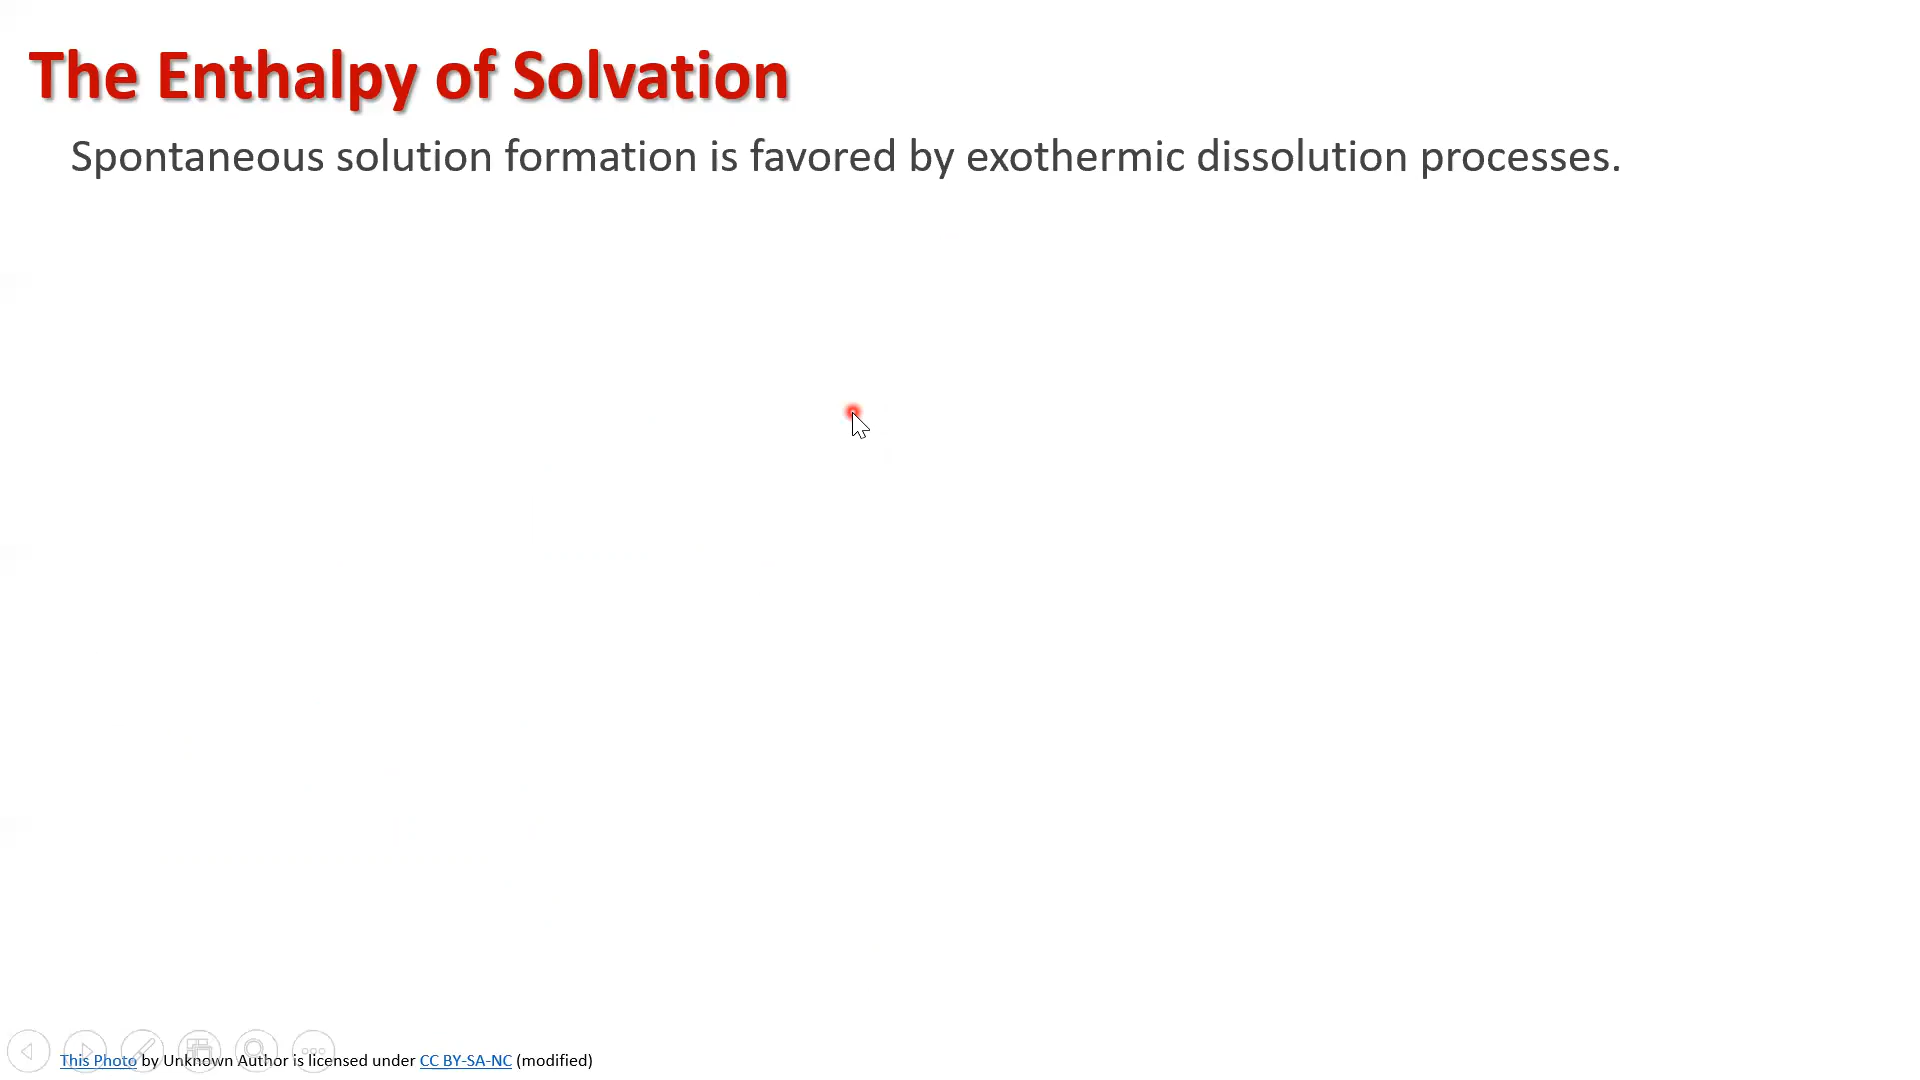 The Enthalpy of Solvation
Spontaneous solution formation is favored by exothermic dissolution processes.
This Photo by Unknown Author is licensed under CC BY-SA-NC (modified)